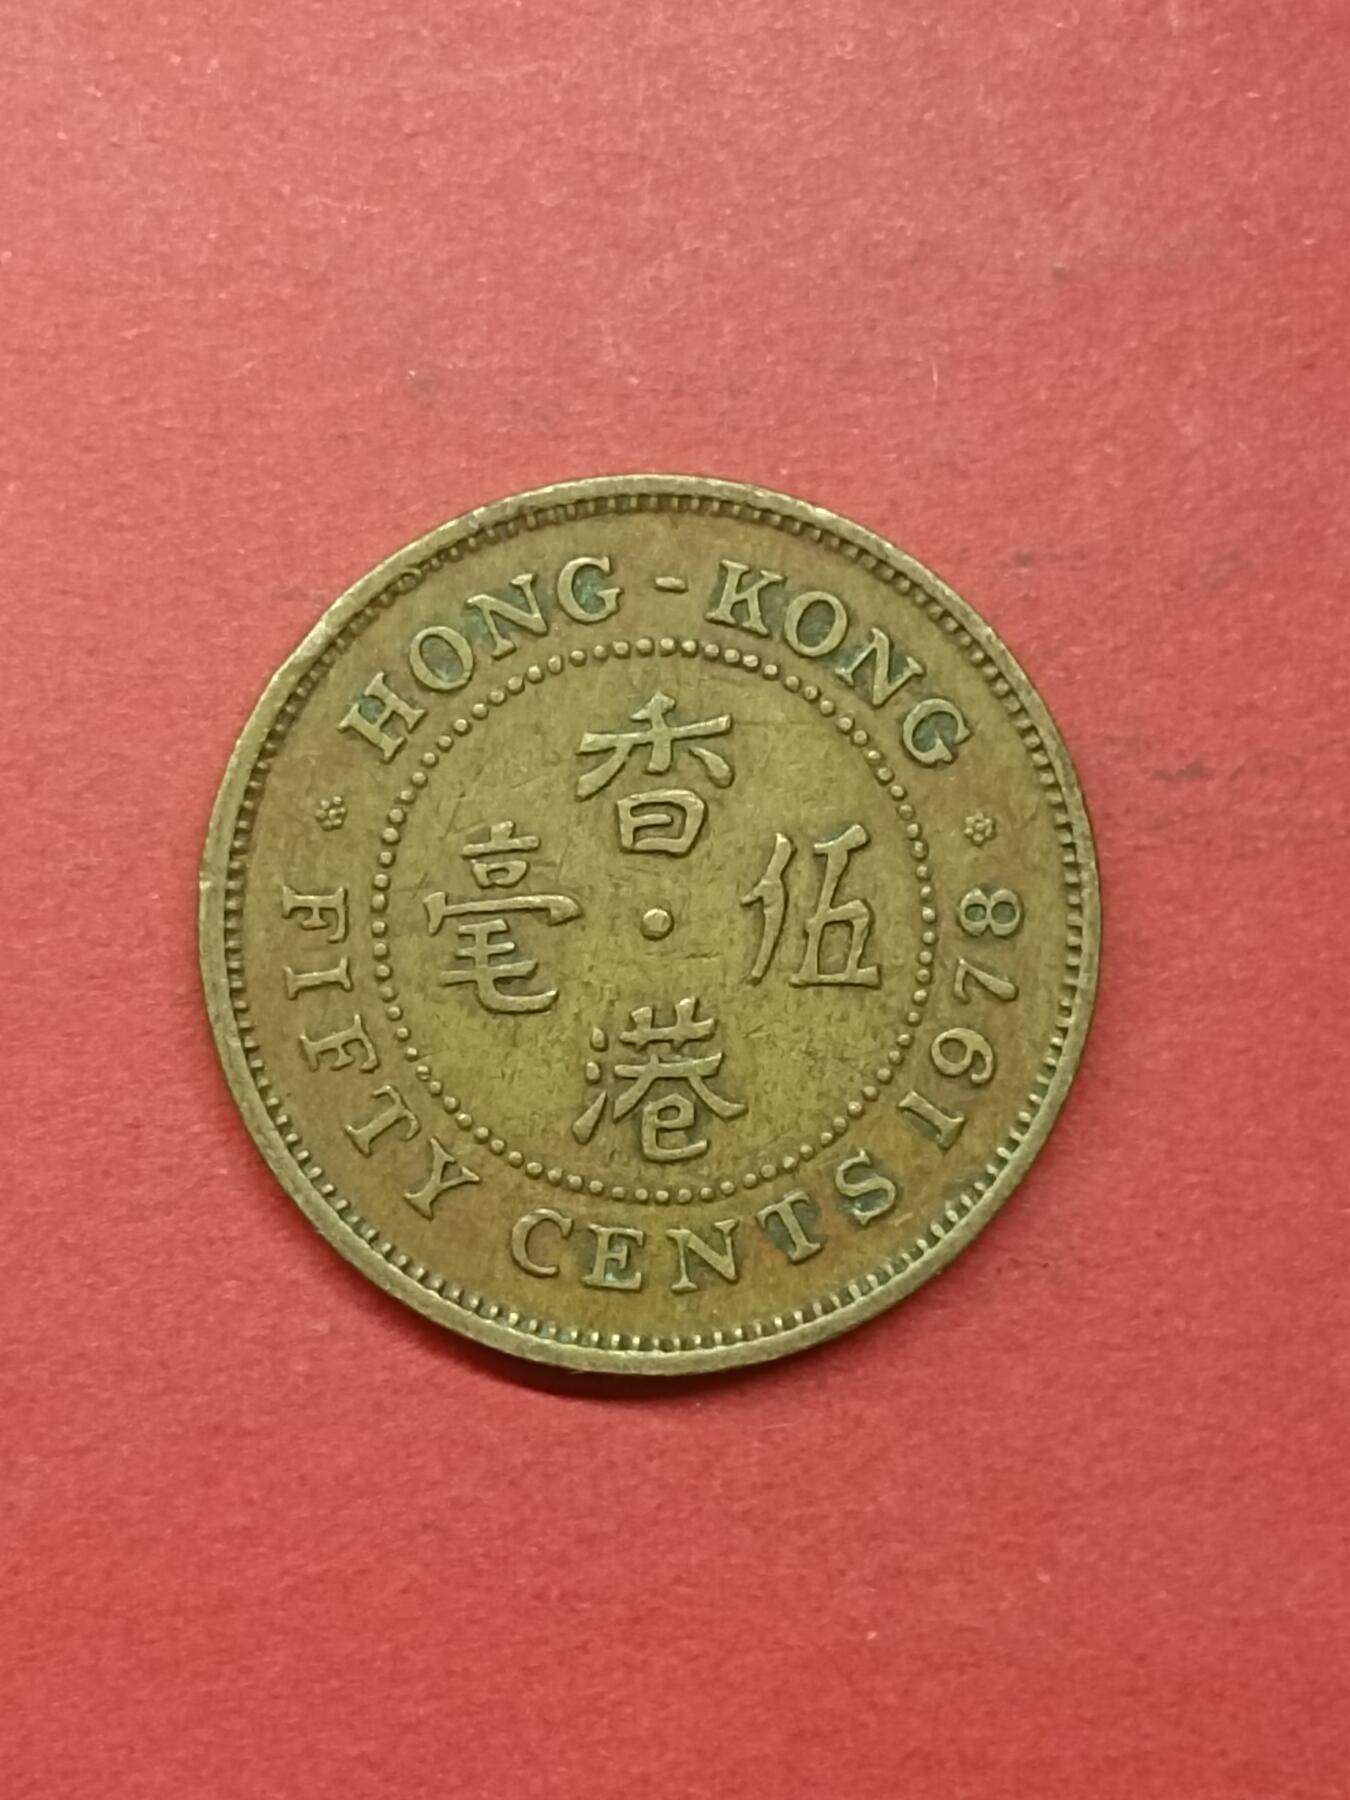 HONG-KONG
香
港
伍
毫
FIFTY CENTS 1978